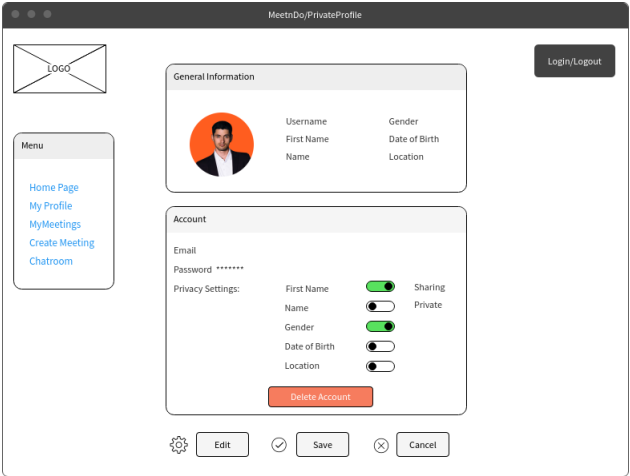 MeetnDo/PrivateProfile
LOGO
Login/Logout
Menu
Home Page
My Profile
MyMeetings
Create Meeting
Chatroom
General Information
Username Gender
First Name Date of Birth
Name Location
Account
Email
Password *******
Privacy Settings: First Name Sharing
Name Private
Gender
Date of Birth
Location
Delete Account
Edit Save Cancel